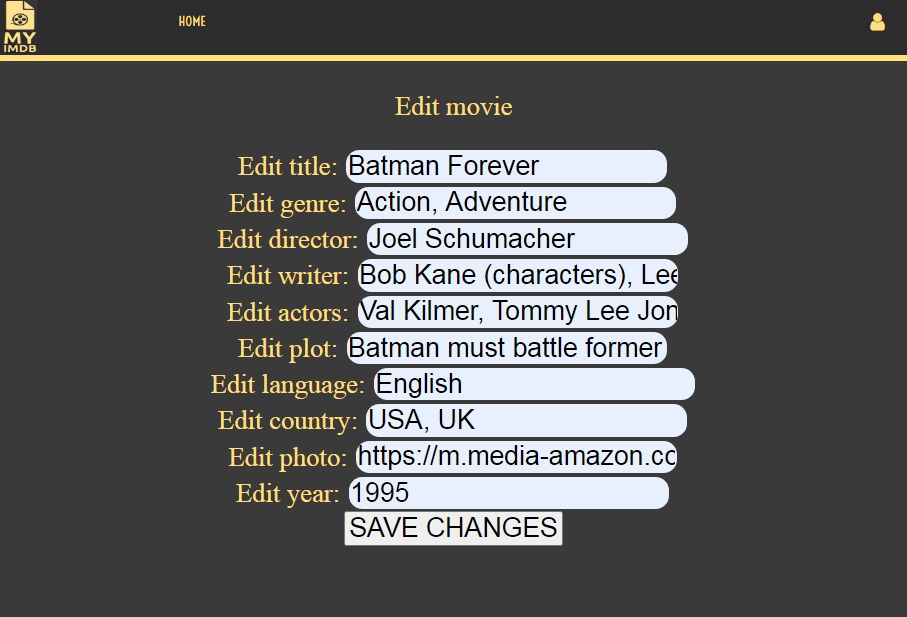 MY
IMDB
HOME
Edit movie
Edit title: Batman Forever
Edit genre: Action, Adventure
Edit director: Joel Schumacher
Edit writer: Bob Kane (characters), Lee
Edit actors: Val Kilmer, Tommy Lee Jon
Edit plot: Batman must battle former
Edit language: English
Edit country: USA, UK
Edit photo: https://m.media-amazon.co
Edit year: 1995
SAVE CHANGES